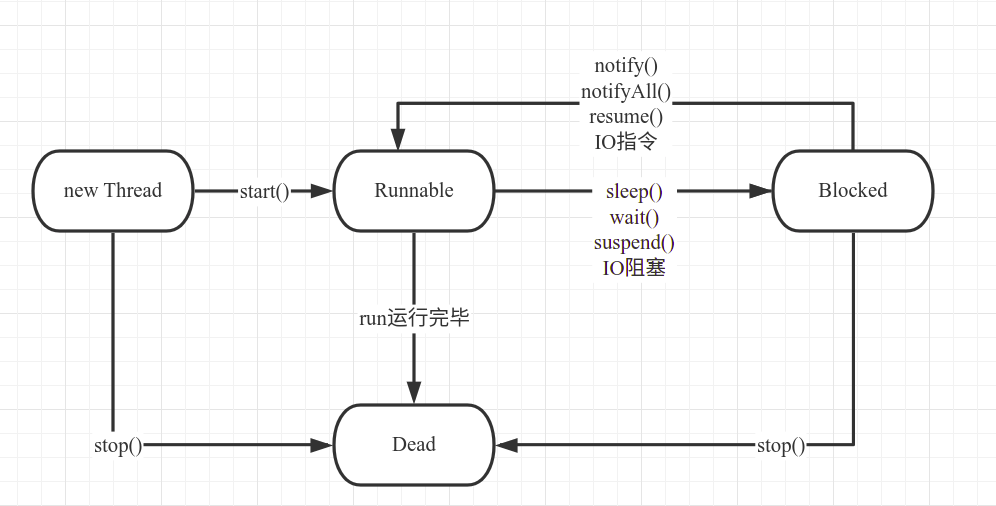 notify()
notifyAll()
resume()
IO指令
new Thread
start()
Runnable
sleep()
wait()
suspend()
IO阻塞
Blocked
run运行完毕
stop()
Dead
stop()